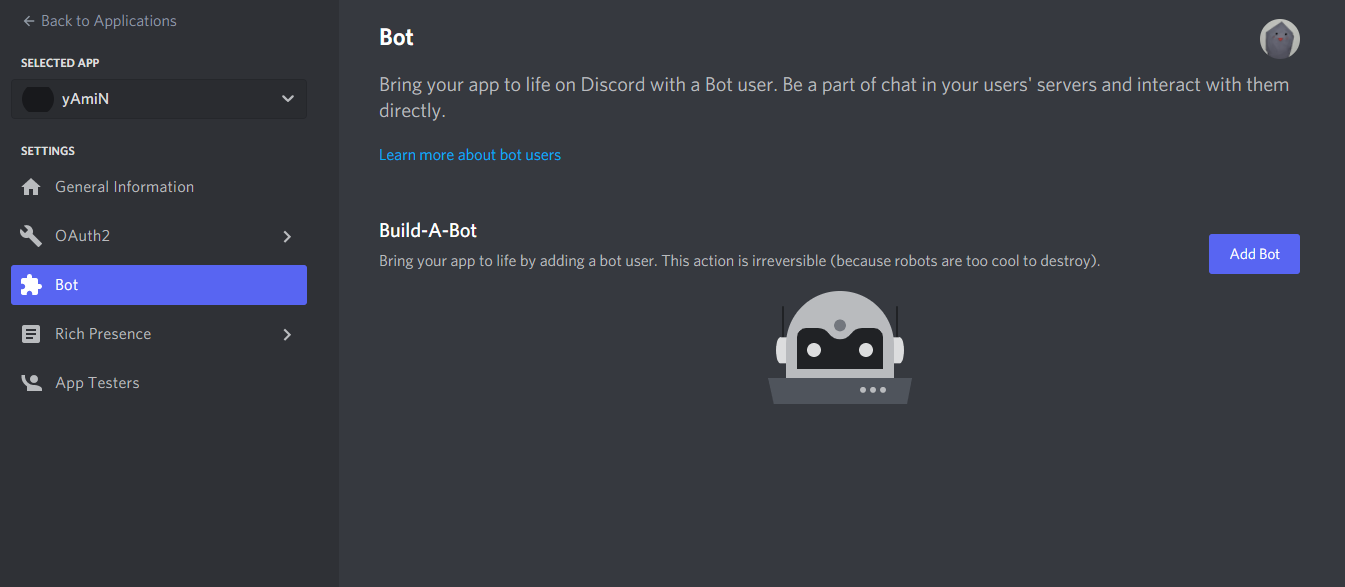 Back to Applications
SELECTED APP
yAmiN
SETTINGS
General Information
OAuth2
Bot
Rich Presence
App Testers
Bot
Bring your app to life on Discord with a Bot user. Be a part of chat in your users' servers and interact with them
directly.
Learn more about bot users
Build-A-Bot
Bring your app to life by adding a bot user. This action is irreversible (because robots are too cool to destroy).
Add Bot